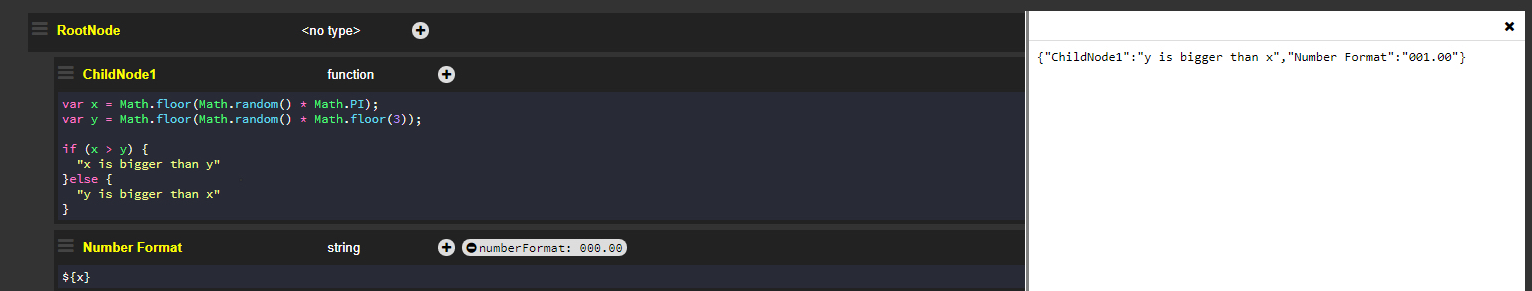 RootNode <no type>
ChildNode1 function
var x = Math.floor(Math.random() * Math.PI);
var y = Math.floor(Math.random() * Math.floor(3));
if (x > y) {
"x is bigger than y"
}else {
"y is bigger than x"
}
Number Format string numberFormat: 000.00
${x}
{"ChildNode1":"y is bigger than x","Number Format":"001.00"}